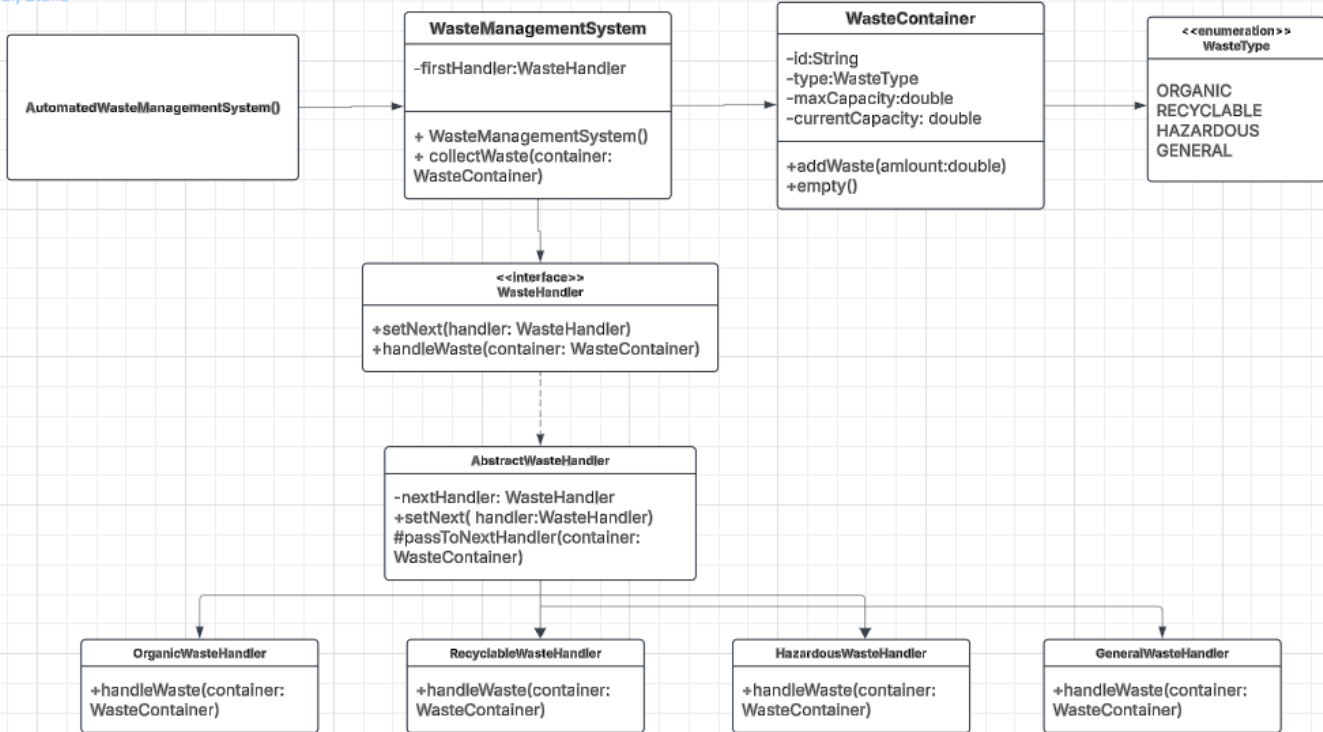 AutomatedWasteManagementSystem()
WasteManagementSystem
-firstHandler:WasteHandler
+ WasteManagementSystem()
+ collectWaste(container:
WasteContainer)
WasteContainer
-id:String
-type:WasteType
-maxCapacity:double
-currentCapacity: double
+addWaste(amlount:double)
+empty()
<<enumeration>>
WasteType
ORGANIC
RECYCLABLE
HAZARDOUS
GENERAL
<<interface>>
WasteHandler
+setNext(handler: WasteHandler)
+handleWaste(container: WasteContainer)
AbstractWasteHandler
-nextHandler: WasteHandler
+setNext( handler:WasteHandler)
#passToNextHandler(container:
WasteContainer)
OrganicWasteHandler
+handleWaste(container:
WasteContainer)
RecyclableWasteHandler
+handleWaste(container:
WasteContainer)
HazardousWasteHandler
+handleWaste(container:
WasteContainer)
GeneralWasteHandler
+handleWaste(container:
WasteContainer)